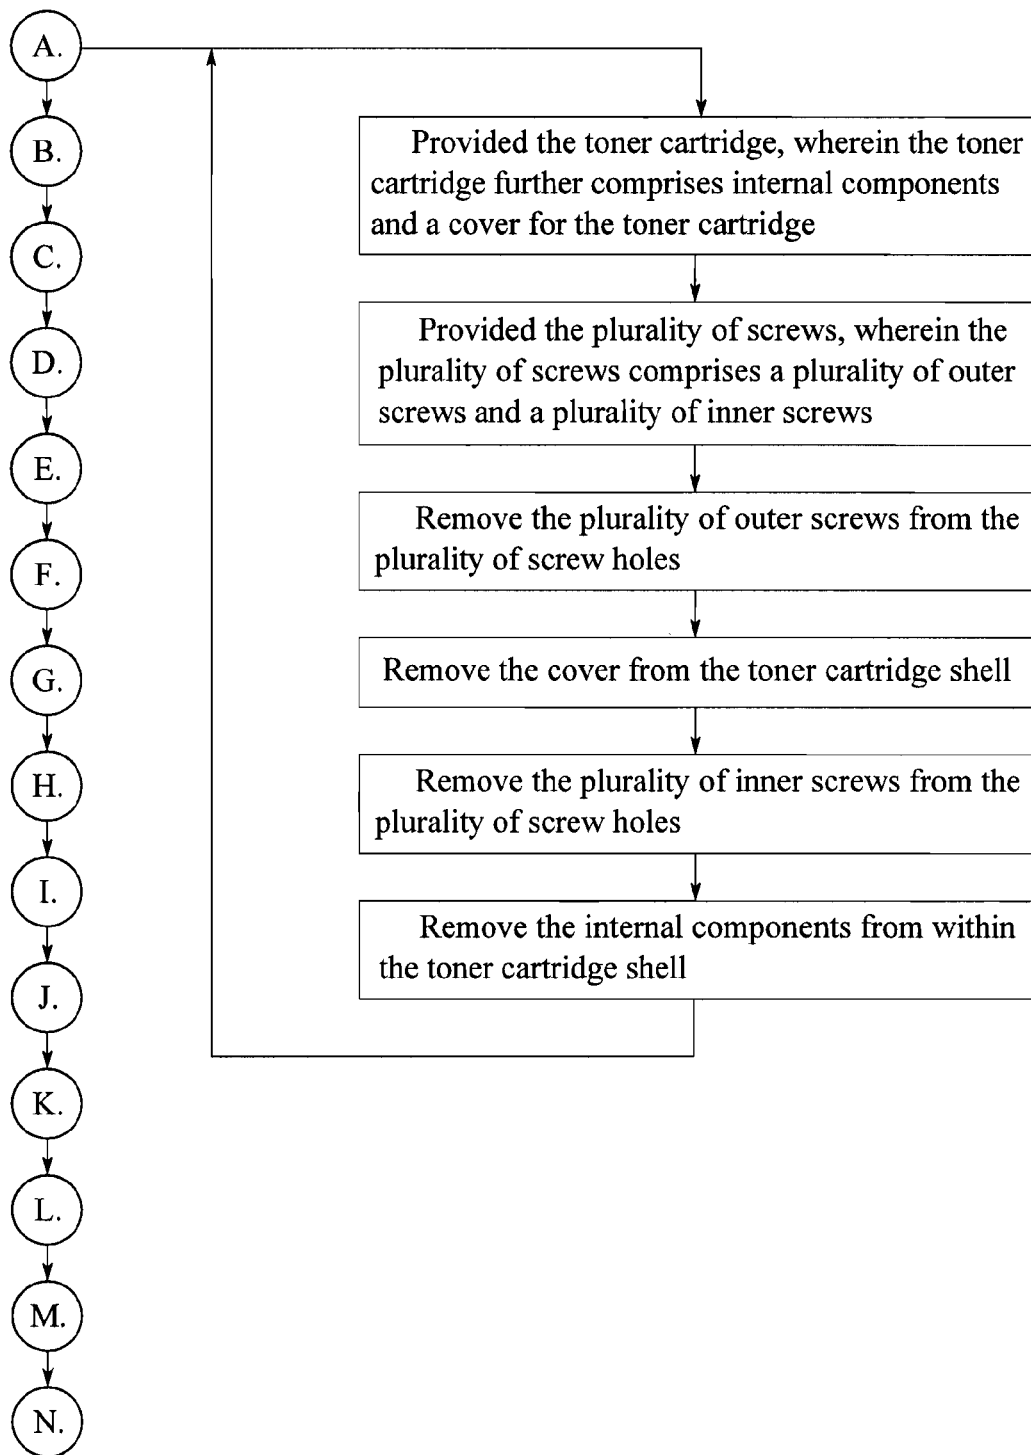 A.
B.
C.
D.
E.
F.
G.
H.
I.
J.
K.
L.
M.
N.
Provided the toner cartridge, wherein the toner
cartridge further comprises internal components
and a cover for the toner cartridge
Provided the plurality of screws, wherein the
plurality of screws comprises a plurality of outer
screws and a plurality of inner screws
Remove the plurality of outer screws from the
plurality of screw holes
Remove the cover from the toner cartridge shell
Remove the plurality of inner screws from the
plurality of screw holes
Remove the internal components from within
the toner cartridge shell